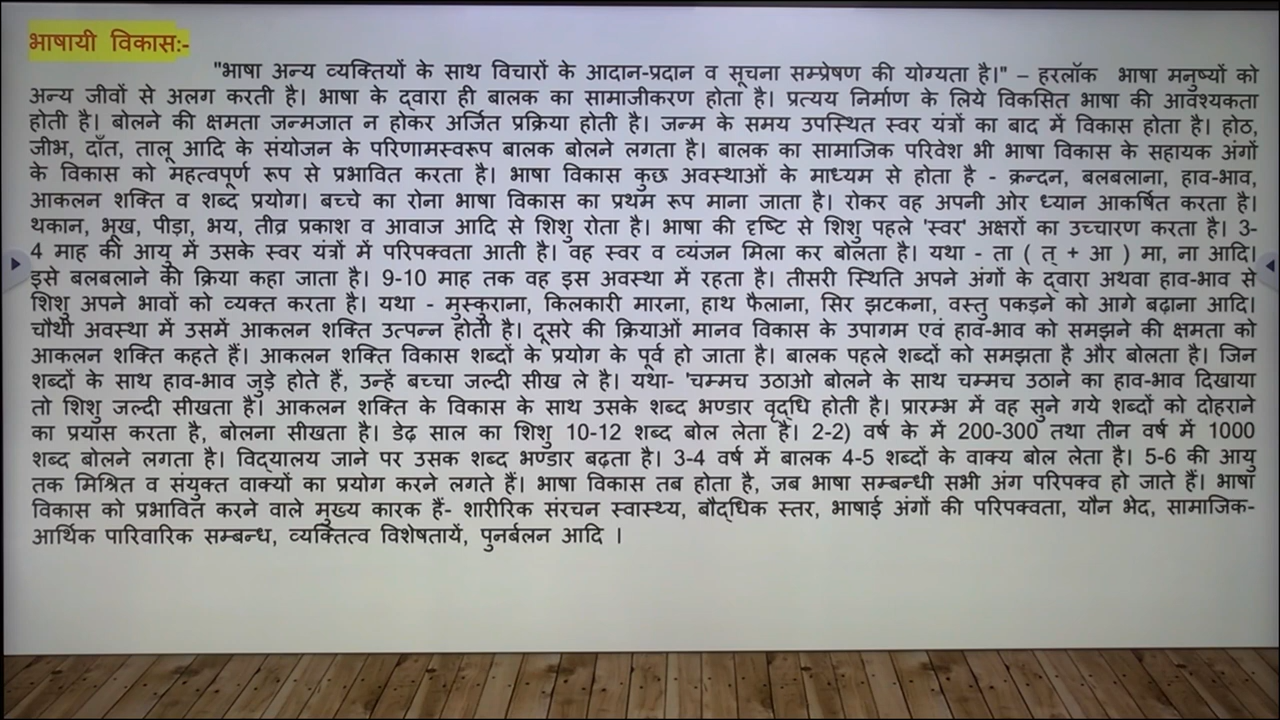 भाषायी विकास:-
"भाषा अन्य व्यक्तियों के साथ विचारों के आदान-प्रदान व सूचना सम्प्रेषण की योग्यता है।" – हरलॉक भाषा मनुष्यों को
अन्य जीवों से अलग करती है। भाषा के द्वारा ही बालक का सामाजीकरण होता है। प्रत्यय निर्माण के लिये विकसित भाषा की आवश्यकता
होती है। बोलने की क्षमता जन्मजात न होकर अर्जित प्रक्रिया होती है। जन्म के समय उपस्थित स्वर यंत्रों का बाद में विकास होता है। होठ,
जीभ, दाँत, तालू आदि के संयोजन के परिणामस्वरूप बालक बोलने लगता है। बालक का सामाजिक परिवेश भी भाषा विकास के सहायक अंगों
के विकास को महत्वपूर्ण रूप से प्रभावित करता है। भाषा विकास कुछ अवस्थाओं के माध्यम से होता है - क्रन्दन, बलबलाना, हाव-भाव,
आकलन शक्ति व शब्द प्रयोग। बच्चे का रोना भाषा विकास का प्रथम रूप माना जाता है। रोकर वह अपनी ओर ध्यान आकर्षित करता है।
थकान, भूख, पीड़ा, भय, तीव्र प्रकाश व आवाज आदि से शिशु रोता है। भाषा की दृष्टि से शिशु पहले 'स्वर' अक्षरों का उच्चारण करता है। 3-
4 माह की आयु में उसके स्वर यंत्रों में परिपक्वता आती है। वह स्वर व व्यंजन मिला कर बोलता है। यथा - ता ( त् + आ ) मा, ना आदि।
इसे बलबलाने की क्रिया कहा जाता है। 9-10 माह तक वह इस अवस्था में रहता है। तीसरी स्थिति अपने अंगों के द्वारा अथवा हाव-भाव से
शिशु अपने भावों को व्यक्त करता है। यथा - मुस्कुराना, किलकारी मारना, हाथ फैलाना, सिर झटकना, वस्तु पकड़ने को आगे बढ़ाना आदि।
चौथी अवस्था में उसमें आकलन शक्ति उत्पन्न होती है। दूसरे की क्रियाओं मानव विकास के उपागम एवं हाव-भाव को समझने की क्षमता को
आकलन शक्ति कहते हैं। आकलन शक्ति विकास शब्दों के प्रयोग के पूर्व हो जाता है। बालक पहले शब्दों को समझता है और बोलता है। जिन
शब्दों के साथ हाव-भाव जुड़े होते हैं, उन्हें बच्चा जल्दी सीख ले है। यथा- 'चम्मच उठाओ बोलने के साथ चम्मच उठाने का हाव-भाव दिखाया
तो शिशु जल्दी सीखता है। आकलन शक्ति के विकास के साथ उसके शब्द भण्डार वृद्धि होती है। प्रारम्भ में वह सुने गये शब्दों को दोहराने
का प्रयास करता है, बोलना सीखता है। डेढ़ साल का शिशु 10-12 शब्द बोल लेता है। 2-2) वर्ष के में 200-300 तथा तीन वर्ष में 1000
शब्द बोलने लगता है। विद्यालय जाने पर उसक शब्द भण्डार बढ़ता है। 3-4 वर्ष में बालक 4-5 शब्दों के वाक्य बोल लेता है। 5-6 की आयु
तक मिश्रित व संयुक्त वाक्यों का प्रयोग करने लगते हैं। भाषा विकास तब होता है, जब भाषा सम्बन्धी सभी अंग परिपक्व हो जाते हैं। भाषा
विकास को प्रभावित करने वाले मुख्य कारक हैं- शारीरिक संरचन स्वास्थ्य, बौद्धिक स्तर, भाषाई अंगों की परिपक्वता, यौन भेद, सामाजिक-
आर्थिक पारिवारिक सम्बन्ध, व्यक्तित्व विशेषतायें, पुनर्बलन आदि ।